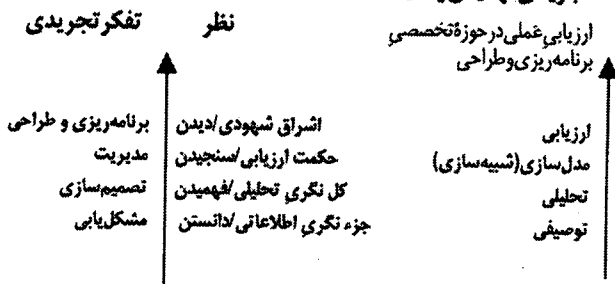 ارزیابیِ عملی در حوزهٔ تخصصیِ
برنامه‌ریزی و طراحی
نظر
تفکر تجریدی
ارزیابی
اشراق شهودی/دیدن
برنامه‌ریزی و طراحی
مدل‌سازی(شبیه‌سازی)
حکمت ارزیابی/سنجیدن
مدیریت
تحلیلی
کل نگریِ تحلیلی/فهمیدن
تصمیم‌سازی
توصیفی
جزء نگریِ اطلاعاتی/دانستن
مشکل‌یابی